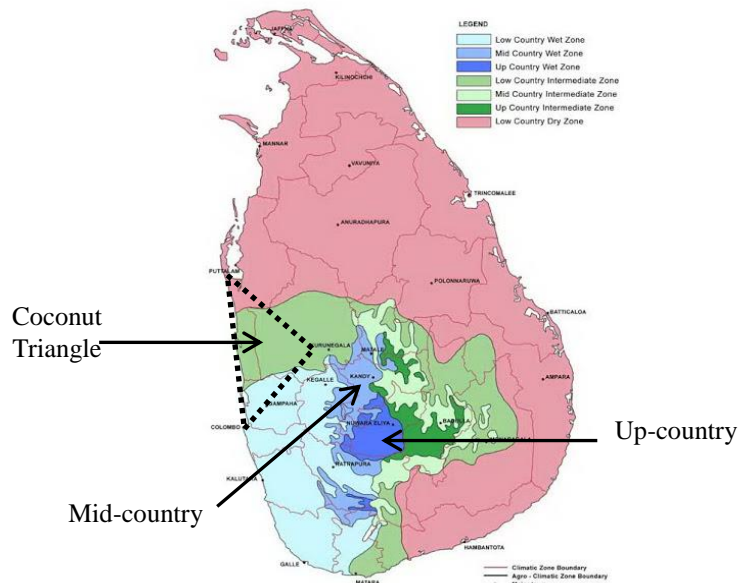 LEGEND
Low Country Wet Zone
Mid Country Wet Zone
Up Country Wet Zone
Low Country Intermediate Zone
Mid Country Intermediate Zone
Up Country Intermediate Zone
Low Country Dry Zone
JAFFNA
KILINOCHCHI
MANNAR
VAVUNIYA
TRINCOMALEE
ANURADHAPURA
PUTTALAM
POLONNARUWA
BATTICALOA
Coconut
Triangle
KURUNEGALA
MATALE
KANDY
KEGALLE
AMPARA
GAMPAHA
COLOMBO
NUWARA ELIYA
BADULLA
Up-country
RATNAPURA
KALUTARA
Mid-country
HAMBANTOTA
GALLE
MATARA
Climatic Zone Boundary
Agro - Climatic Zone Boundary